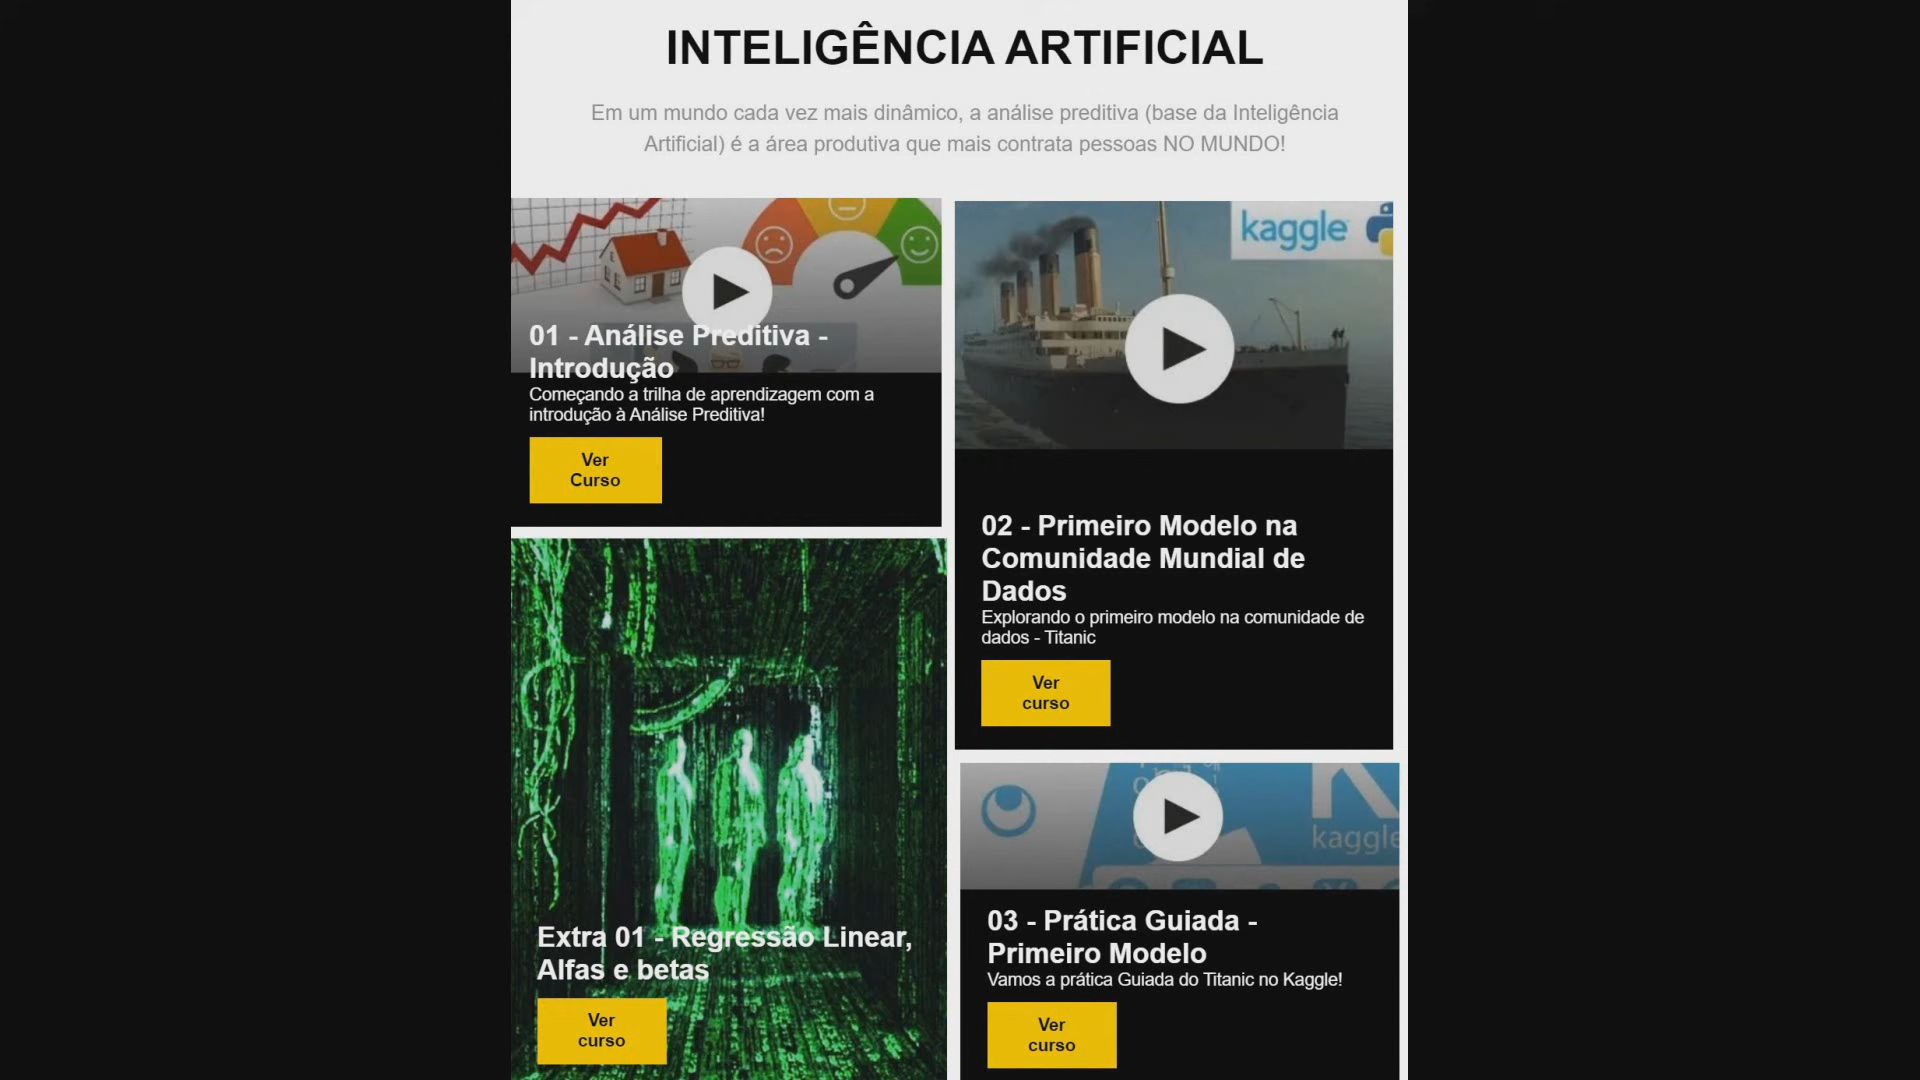 INTELIGÊNCIA ARTIFICIAL
Em um mundo cada vez mais dinâmico, a análise preditiva (base da Inteligência
Artificial) é a área produtiva que mais contrata pessoas NO MUNDO!
01 - Análise Preditiva -
Introdução
Começando a trilha de aprendizagem com a
introdução à Análise Preditiva!
Ver
Curso
kaggle
02 - Primeiro Modelo na
Comunidade Mundial de
Dados
Explorando o primeiro modelo na comunidade de
dados - Titanic
Ver
curso
Extra 01 - Regressão Linear,
Alfas e betas
Ver
curso
kaggle
03 - Prática Guiada -
Primeiro Modelo
Vamos a prática Guiada do Titanic no Kaggle!
Ver
curso